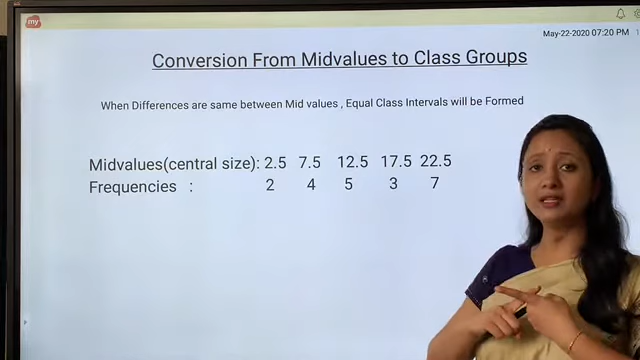 my
May-22-2020 07:20 PM
Conversion From Midvalues to Class Groups
When Differences are same between Mid values , Equal Class Intervals will be Formed
Midvalues(central size): 2.5 7.5 12.5 17.5 22.5
Frequencies : 2 4 5 3 7